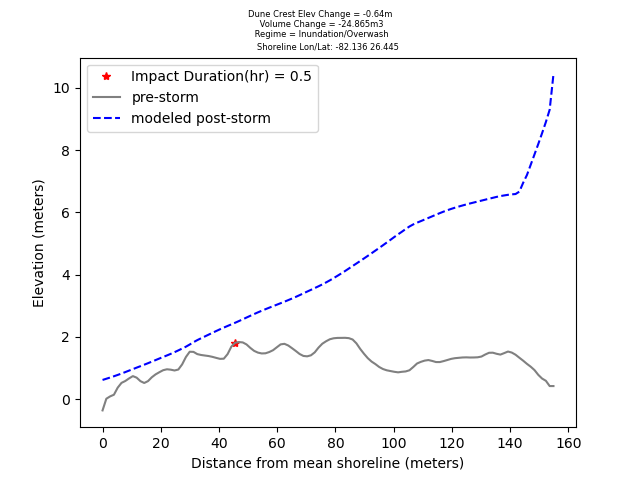 Dune Crest Elev Change = -0.64m
Volume Change = -24.865m3
Regime = Inundation/Overwash
Shoreline Lon/Lat: -82.136 26.445
Impact Duration(hr) = 0.5
pre-storm
modeled post-storm
10
8
6
4
2
0
Elevation (meters)
0 20 40 60 80 100 120 140 160
Distance from mean shoreline (meters)